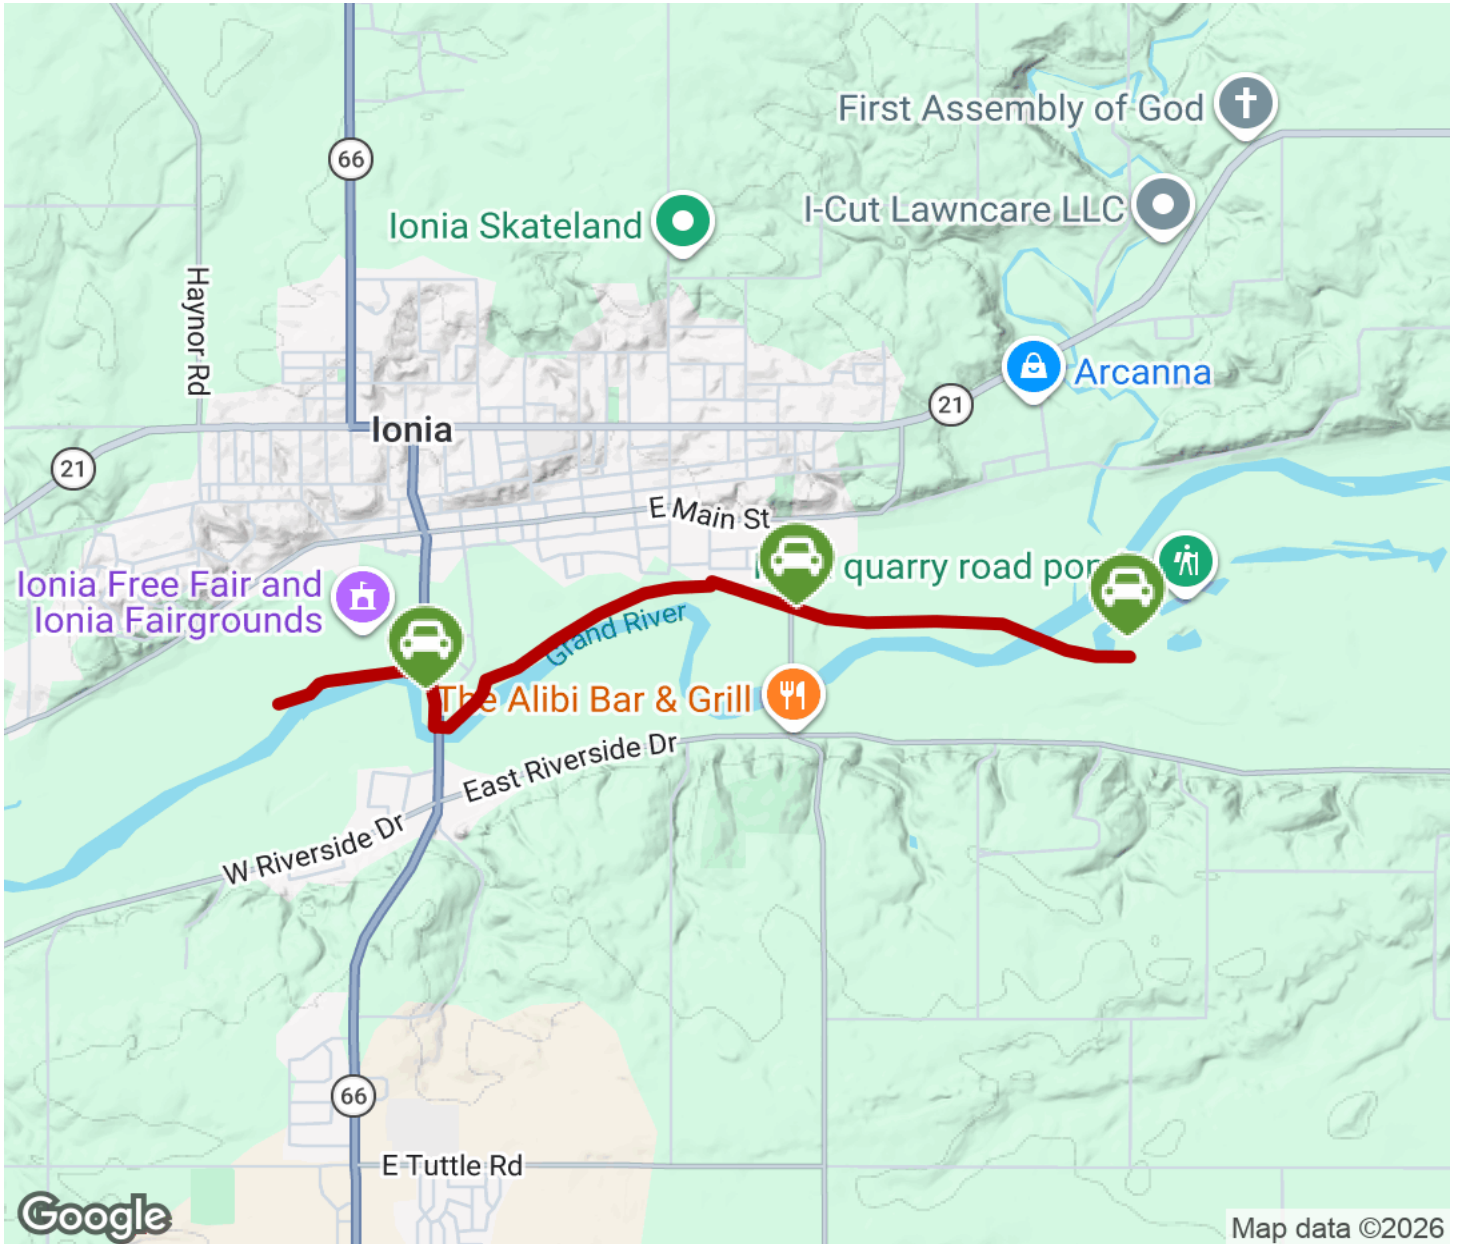 66
First Assembly of God
I-Cut Lawncare LLC
Ionia Skateland
Haynor Rd
Arcanna
21
Ionia
21
E Main St
quarry road
Ionia Free Fair and
Ionia Fairgrounds
Grand River
The Alibi Bar & Grill
East Riverside Dr
W Riverside Dr
66
E Tuttle Rd
Google
Map data ©2026